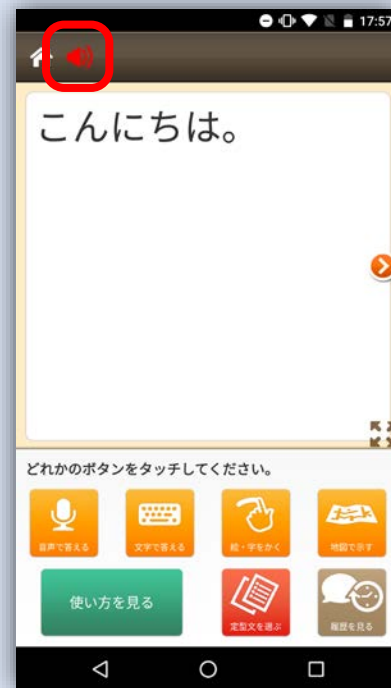 17:57
こんにちは。
どれかのボタンをタッチしてください。
音声で答える
文字で答える
絵・字をかく
地図で示す
使い方を見る
定型文を選ぶ
履歴を見る